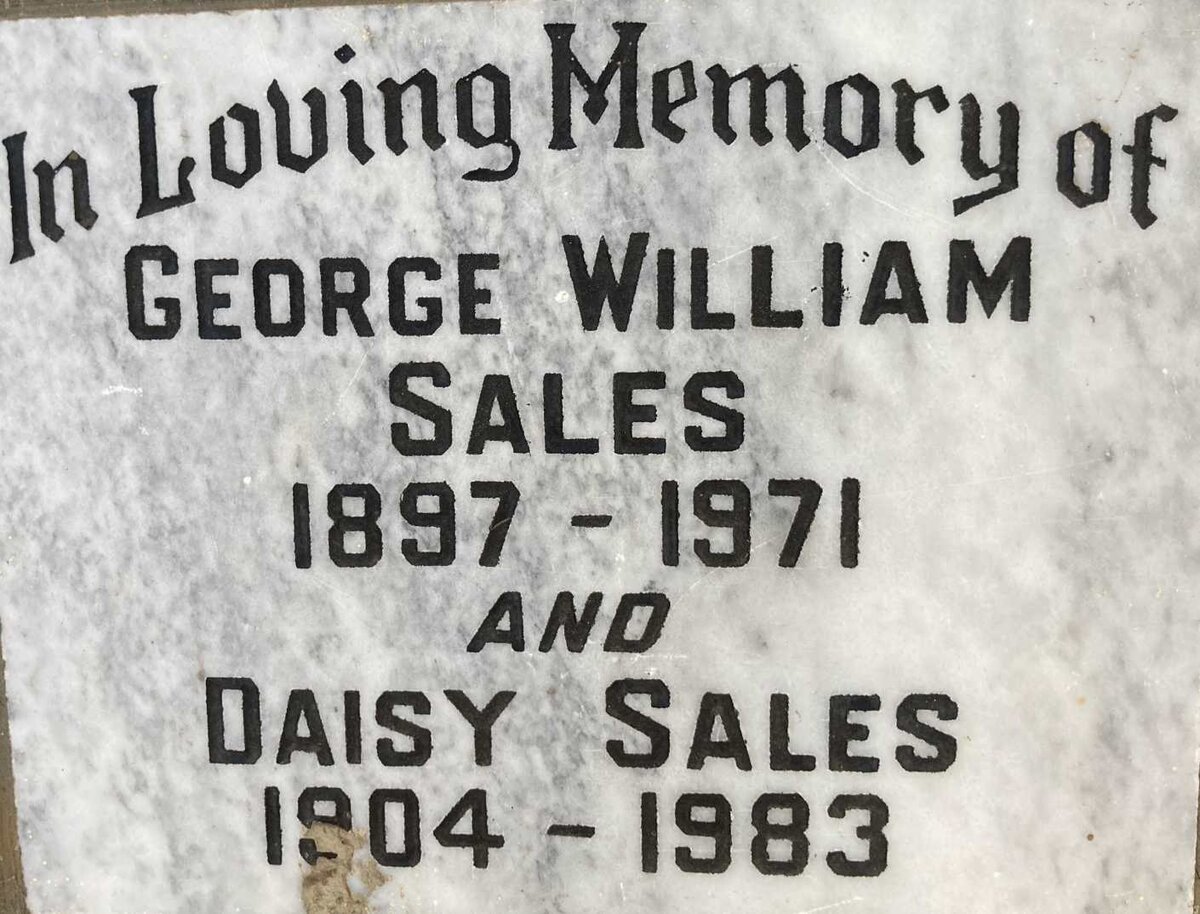 In Loving Memory of
GEORGE WILLIAM
SALES
1897 - 1971
AND
DAISY SALES
1904 - 1983